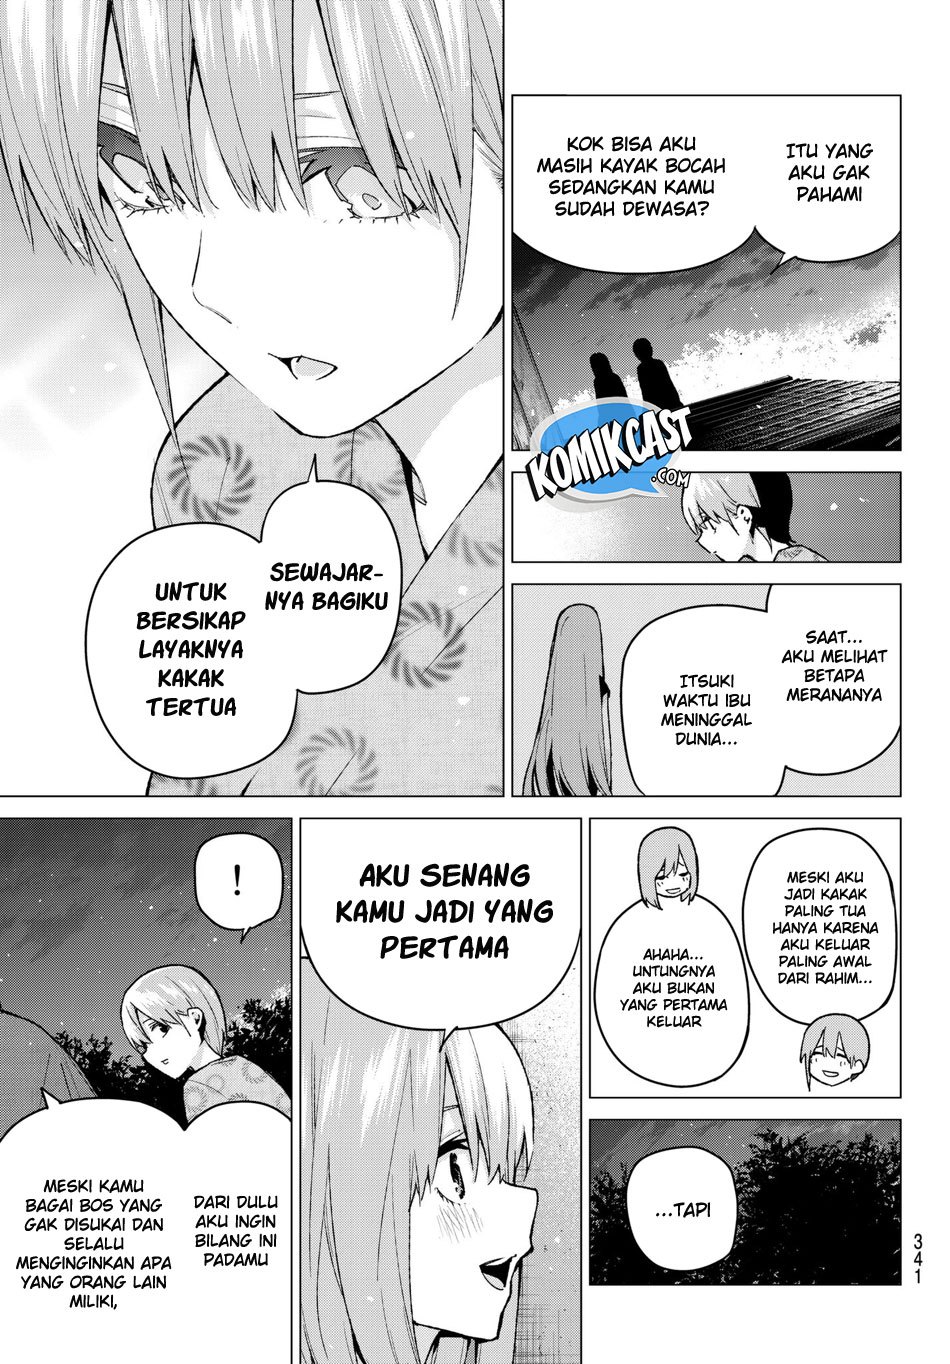 ITU YANG
AKU GAK
PAHAMI
KOK BISA AKU
MASIH KAYAK BOCAH
SEDANGKAN KAMU
SUDAH DEWASA?
KOMIKCAST
.COM
SAAT...
AKU MELIHAT
BETAPA
MERANANYA
ITSUKI
WAKTU IBU
MENINGGAL
DUNIA...
SEWAJAR-
NYA BAGIKU
UNTUK
BERSIKAP
LAYAKNYA
KAKAK
TERTUA
MESKI AKU
JADI KAKAK
PALING TUA
HANYA KARENA
AKU KELUAR
PALING AWAL
DARI RAHIM...
AHAHA...
UNTUNGNYA
AKU BUKAN
YANG PERTAMA
KELUAR
...TAPI
AKU SENANG
KAMU JADI YANG
PERTAMA
!
DARI DULU
AKU INGIN
BILANG INI
PADAMU
MESKI KAMU
BAGAI BOS YANG
GAK DISUKAI DAN
SELALU
MENGINGINKAN APA
YANG ORANG LAIN
MILIKI,
341